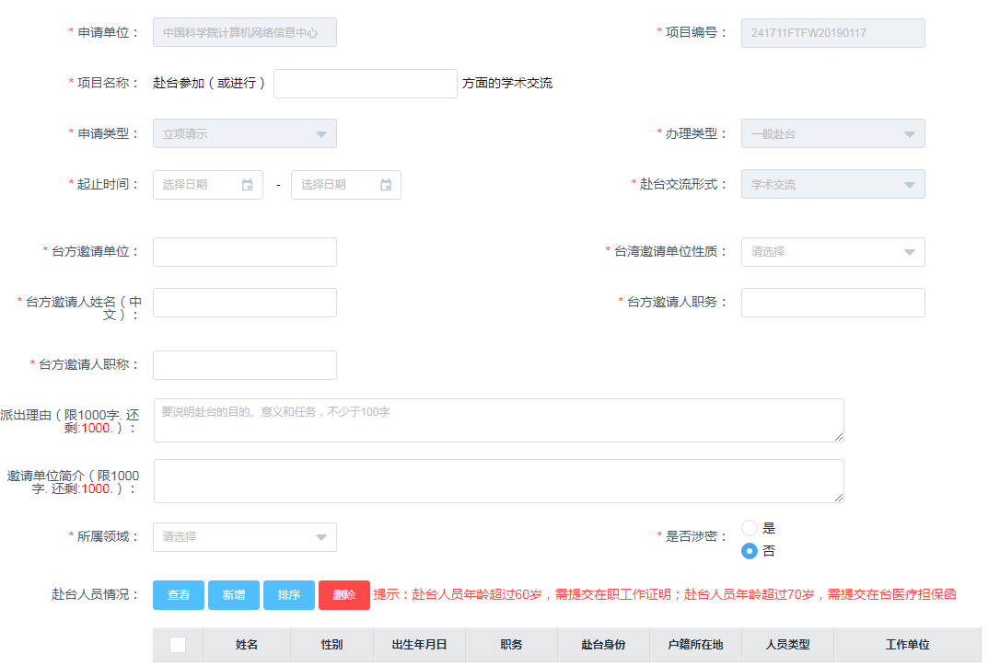 * 申请单位： 中国科学院计算机网络信息中心 * 项目编号： 241711FTFW20190117
* 项目名称： 赴台参加（或进行） 方面的学术交流
* 申请类型： 立项请示 * 办理类型： 一般赴台
* 起止时间： 选择日期 - 选择日期 * 赴台交流形式： 学术交流
* 台方邀请单位： * 台湾邀请单位性质： 请选择
* 台方邀请人姓名（中
文）： * 台方邀请人职务：
* 台方邀请人职称：
派出理由（限1000字. 还
剩:1000.）： 要说明赴台的目的、意义和任务，不少于100字
邀请单位简介（限1000
字. 还剩:1000.）：
* 所属领域： 请选择 * 是否涉密： 是
否
赴台人员情况： 查看 新增 排序 删除 提示：赴台人员年龄超过60岁，需提交在职工作证明；赴台人员年龄超过70岁，需提交在台医疗担保函
姓名 性别 出生年月日 职务 赴台身份 户籍所在地 人员类型 工作单位